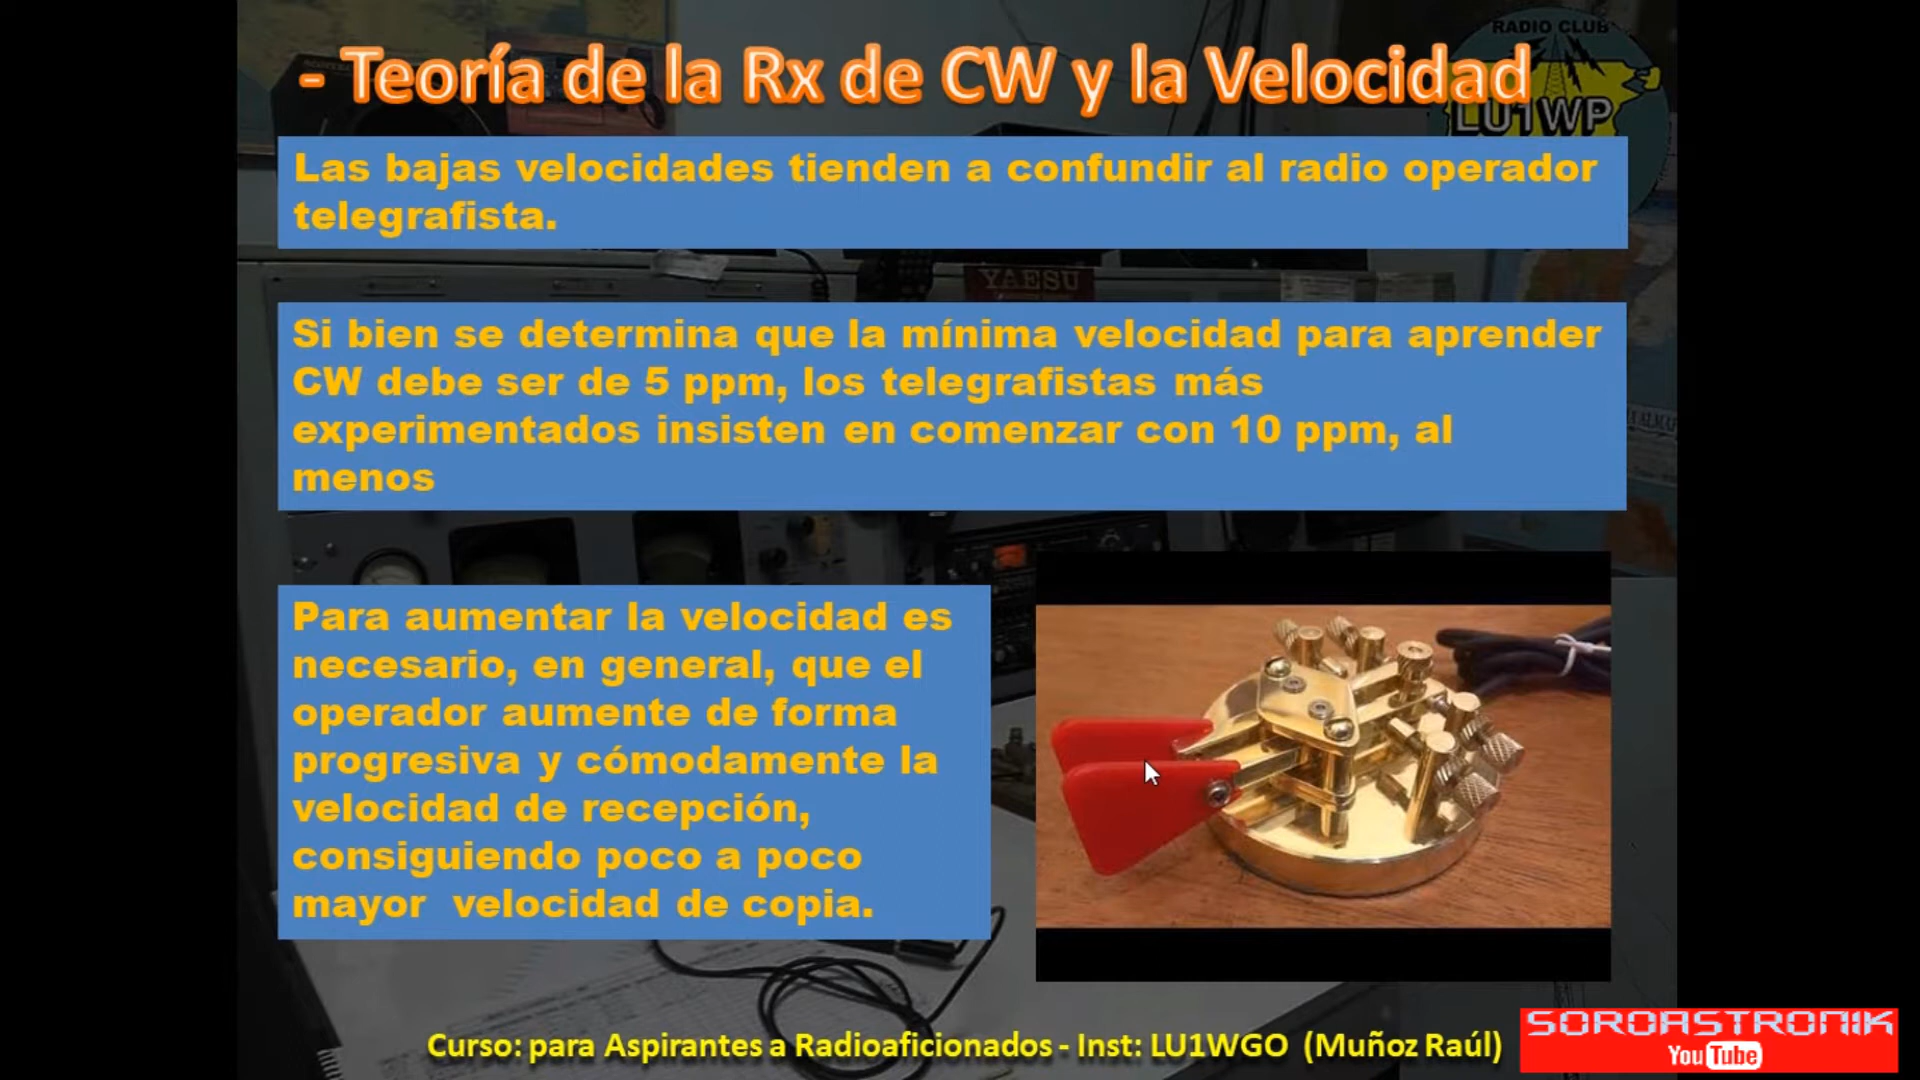 RADIO CLUB
LU1WP
- Teoría de la Rx de CW y la Velocidad
Las bajas velocidades tienden a confundir al radio operador
telegrafista.
YAESU
Si bien se determina que la mínima velocidad para aprender
CW debe ser de 5 ppm, los telegrafistas más
experimentados insisten en comenzar con 10 ppm, al
menos
Para aumentar la velocidad es
necesario, en general, que el
operador aumente de forma
progresiva y cómodamente la
velocidad de recepción,
consiguiendo poco a poco
mayor velocidad de copia.
Curso: para Aspirantes a Radioaficionados - Inst: LU1WGO (Muñoz Raúl)
SOROASTRONIK
YouTube